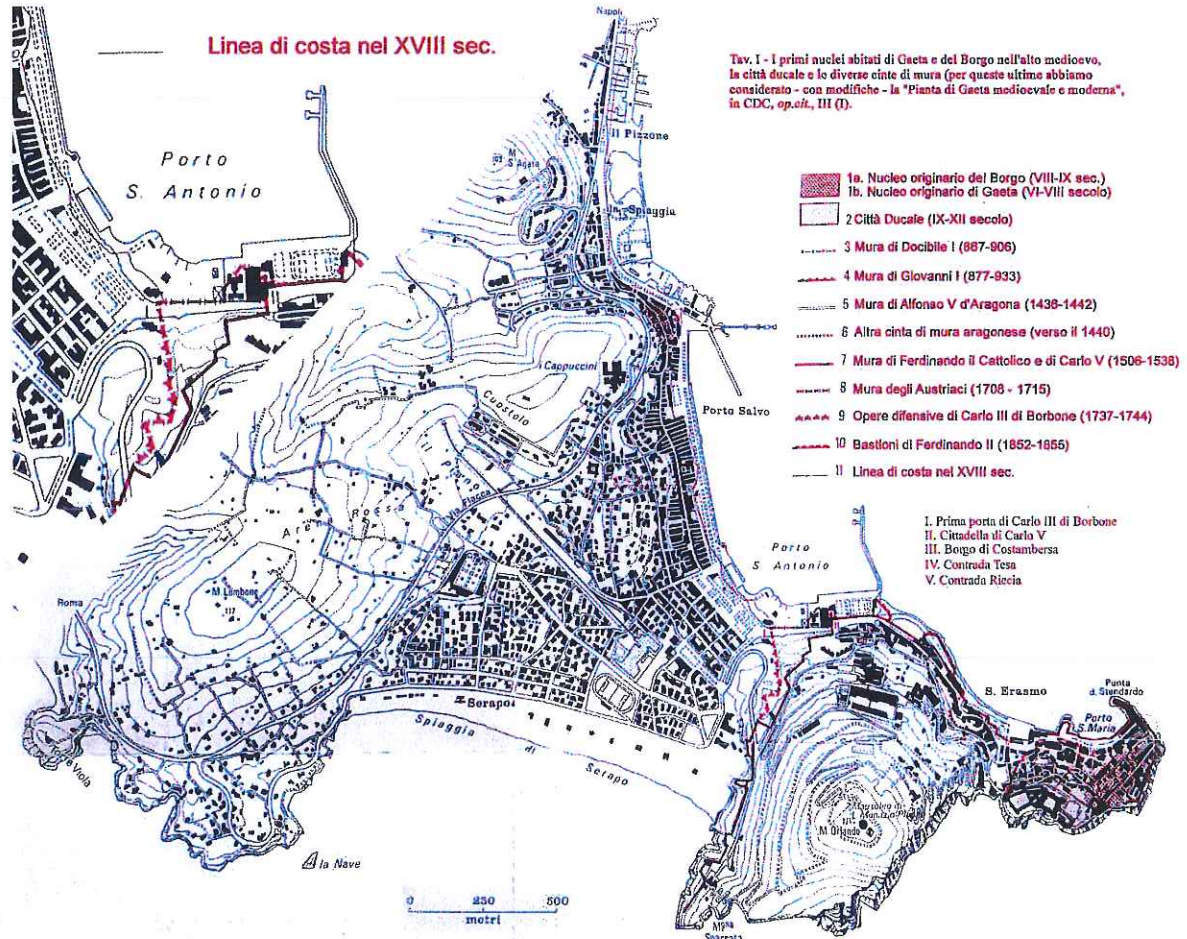 Linea di costa nel XVIII sec.
Napoli
Tav. I - I primi nuclei abitati di Gaeta e del Borgo nell'alto medioevo,
la città ducale e le diverse cinte di mura (per queste ultime abbiamo
considerato - con modifiche - la "Pianta di Gaeta medioevale e moderna",
in CDC, op.cit., III (I).
1a. Nucleo originario del Borgo (VIII-IX sec.)
1b. Nucleo originario di Gaeta (VI-VIII secolo)
2 Città Ducale (IX-XII secolo)
3 Mura di Docibile I (867-906)
4 Mura di Giovanni I (877-933)
5 Mura di Alfonso V d'Aragona (1436-1442)
6 Altra cinta di mura aragonese (verso il 1440)
7 Mura di Ferdinando il Cattolico e di Carlo V (1506-1538)
8 Mura degli Austriaci (1708 - 1715)
9 Opere difensive di Carlo III di Borbone (1737-1744)
10 Bastioni di Ferdinando II (1852-1855)
11 Linea di costa nel XVIII sec.
I. Prima porta di Carlo III di Borbone
II. Cittadella di Carlo V
III. Borgo di Costambersa
IV. Contrada Tesa
V. Contrada Riccia
Porto
S. Antonio
Il Pizzone
M.
S. Agata
la Spiaggia
i Cappuccini
Porto Salvo
Cuostolo
il Piano
Via Flacca
Are Rossa
M. Lombone
117
Roma
Porto
S. Antonio
S. Erasmo
Punta
d. Stendardo
Porto
S. Maria
Serapo
Spiaggia di
Serapo
Viola
la Nave
M. Orlando
0 250 500
metri